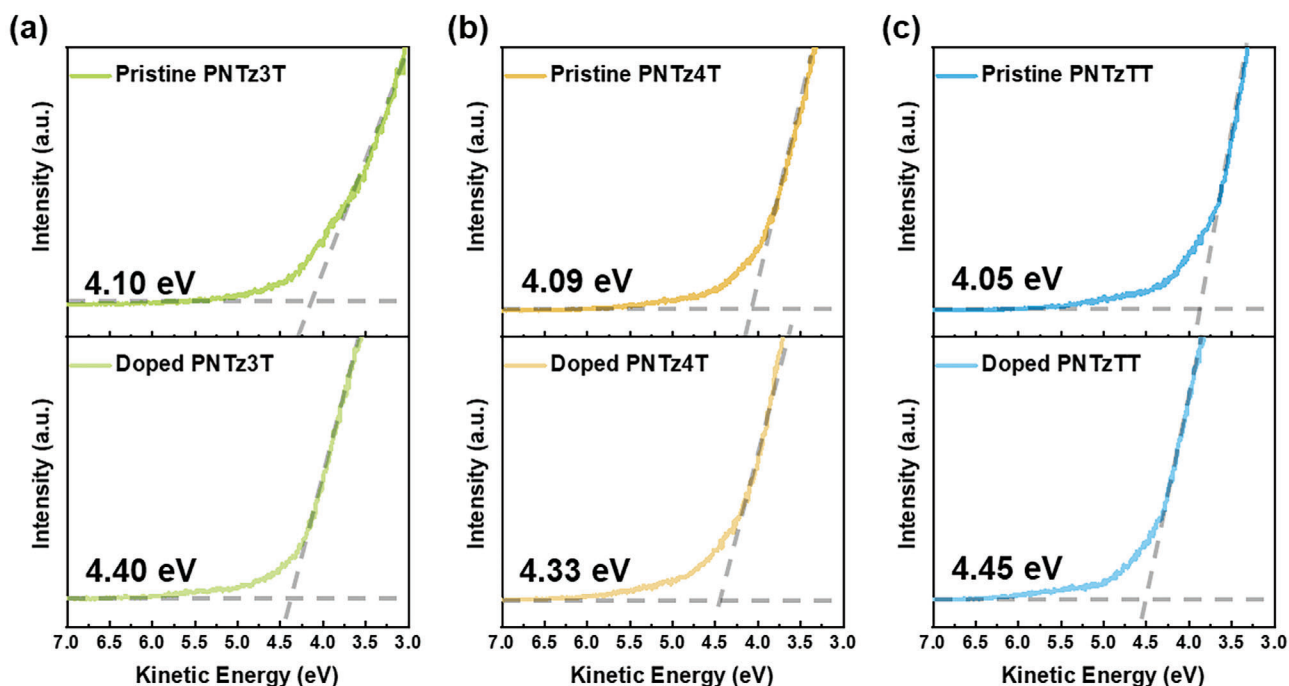 (a)
Pristine PNTz3T
Intensity (a.u.)
4.10 eV
Doped PNTz3T
Intensity (a.u.)
4.40 eV
7.0 6.5 6.0 5.5 5.0 4.5 4.0 3.5 3.0
Kinetic Energy (eV)
(b)
Pristine PNTz4T
Intensity (a.u.)
4.09 eV
Doped PNTz4T
Intensity (a.u.)
4.33 eV
7.0 6.5 6.0 5.5 5.0 4.5 4.0 3.5 3.0
Kinetic Energy (eV)
(c)
Pristine PNTzTT
Intensity (a.u.)
4.05 eV
Doped PNTzTT
Intensity (a.u.)
4.45 eV
7.0 6.5 6.0 5.5 5.0 4.5 4.0 3.5 3.0
Kinetic Energy (eV)